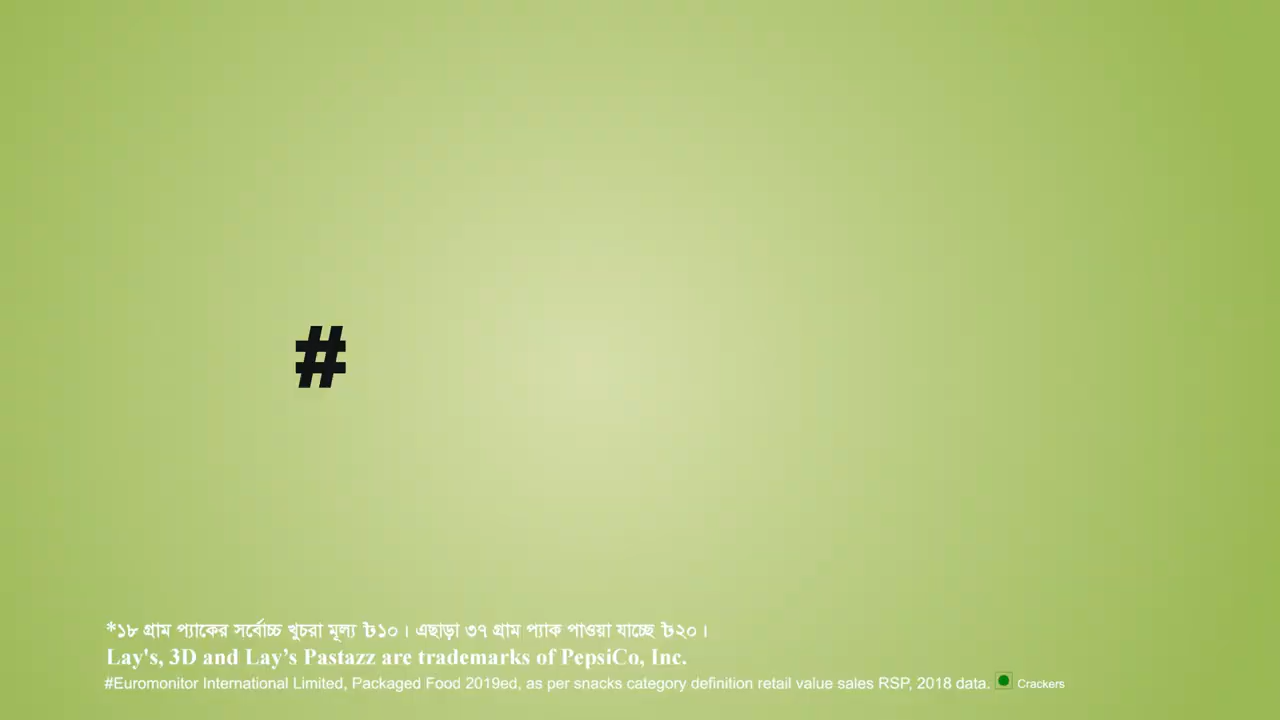 #
*১৮ গ্রাম প্যাকের সর্বোচ্চ খুচরা মূল্য ৳১০। এছাড়া ৩৭ গ্রাম প্যাক পাওয়া যাচ্ছে ৳২০।
Lay's, 3D and Lay’s Pastazz are trademarks of PepsiCo, Inc.
#Euromonitor International Limited, Packaged Food 2019ed, as per snacks category definition retail value sales RSP, 2018 data. Crackers